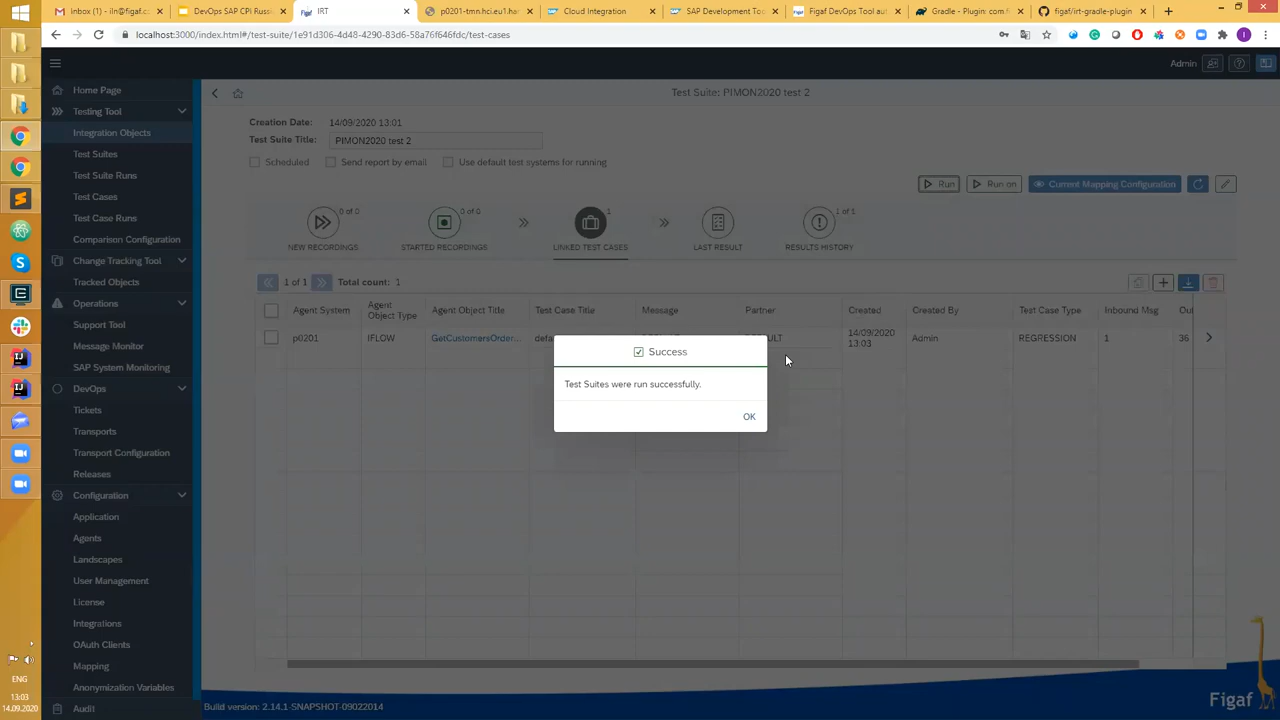 Inbox (1) - in@figaf.c
DevOps SAP CPI Russi
IRT
p0201-tmn.hci.eu1.ha
Cloud Integration
SAP Development Too
Figaf DevOps Tool aut
Gradle - Plugin: com.f
figaf/irt-gradle-plugin
localhost:3000/index.html#/test-suite/1e91d306-4d48-4290-83d6-58a76f646fdc/test-cases
Admin
Home Page
Testing Tool
Integration Objects
Test Suites
Test Suite Runs
Test Cases
Test Case Runs
Comparison Configuration
Change Tracking Tool
Tracked Objects
Operations
Support Tool
Message Monitor
SAP System Monitoring
DevOps
Tickets
Transports
Transport Configuration
Releases
Configuration
Application
Agents
Landscapes
User Management
License
Integrations
OAuth Clients
Mapping
Anonymization Variables
Audit
Test Suite: PIMON2020 test 2
Creation Date: 14/09/2020 13:01
Test Suite Title: PIMON2020 test 2
Scheduled Send report by email Use default test systems for running
Run Run on Current Mapping Configuration
0 of 0 0 of 0 1 1 of 1
NEW RECORDINGS STARTED RECORDINGS LINKED TEST CASES LAST RESULT RESULTS HISTORY
1 of 1 Total count: 1
Agent System Agent Object Type Agent Object Title Test Case Title Message Partner Created Created By Test Case Type Inbound Msg Out
p0201 IFLOW GetCustomersOrder... defa ULT 14/09/2020 13:03 Admin REGRESSION 1 36
Success
Test Suites were run successfully.
OK
ENG
13:03
14.09.2020
Build version: 2.14.1-SNAPSHOT-09022014
Figaf